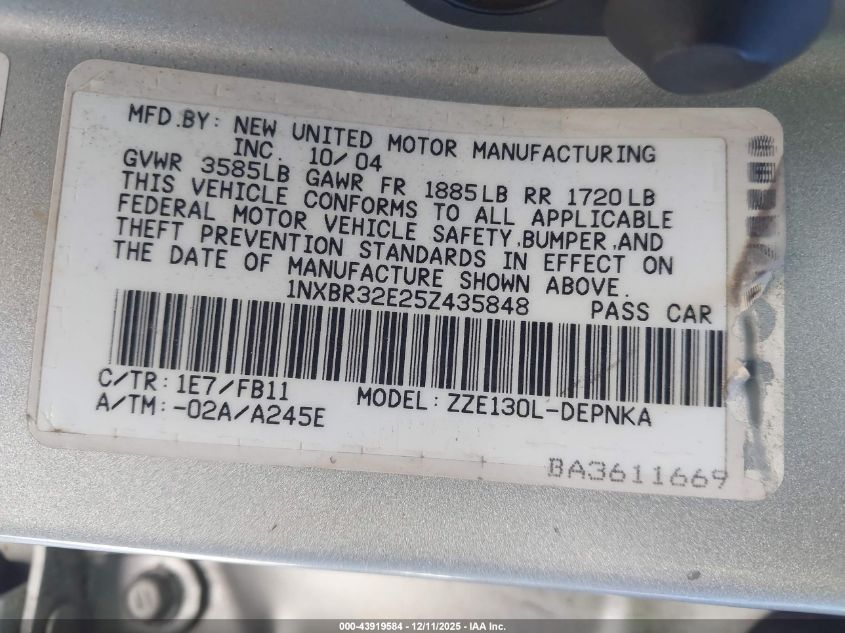 MFD.BY: NEW UNITED MOTOR MANUFACTURING
INC. 10/04
GVWR 3585LB GAWR FR 1885LB RR 1720LB
THIS VEHICLE CONFORMS TO ALL APPLICABLE
FEDERAL MOTOR VEHICLE SAFETY,BUMPER,AND
THEFT PREVENTION STANDARDS IN EFFECT ON
THE DATE OF MANUFACTURE SHOWN ABOVE.
1NXBR32E25Z435848 PASS CAR
C/TR: 1E7/FB11
MODEL: ZZE130L-DEPNKA
A/TM:-02A/A245E
BA3611669
000-43919584 - 12/11/2025 - IAA Inc.